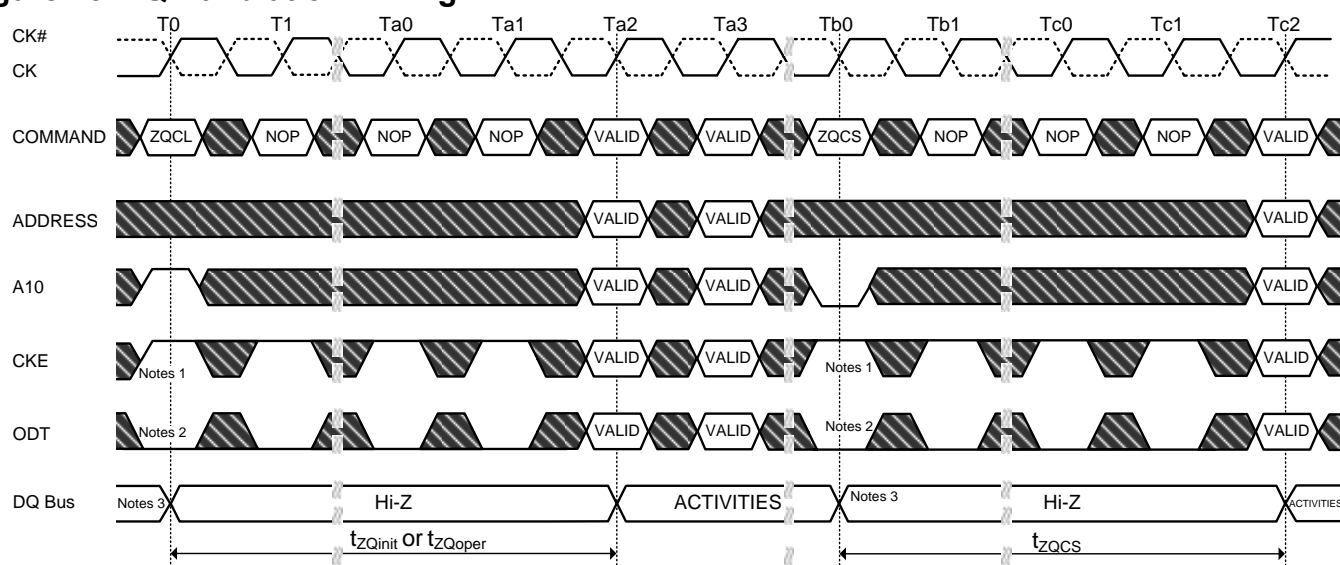 T0 T1 Ta0 Ta1 Ta2 Ta3 Tb0 Tb1 Tc0 Tc1 Tc2
CK#
CK
COMMAND ZQCL NOP NOP NOP VALID VALID ZQCS NOP NOP NOP VALID
ADDRESS VALID VALID VALID
A10 VALID VALID VALID
CKE Notes 1 VALID VALID Notes 1 VALID
ODT Notes 2 VALID VALID Notes 2 VALID
DQ Bus Notes 3 Hi-Z ACTIVITIES Notes 3 Hi-Z ACTIVITIES
tZQinit or tZQoper tZQCS